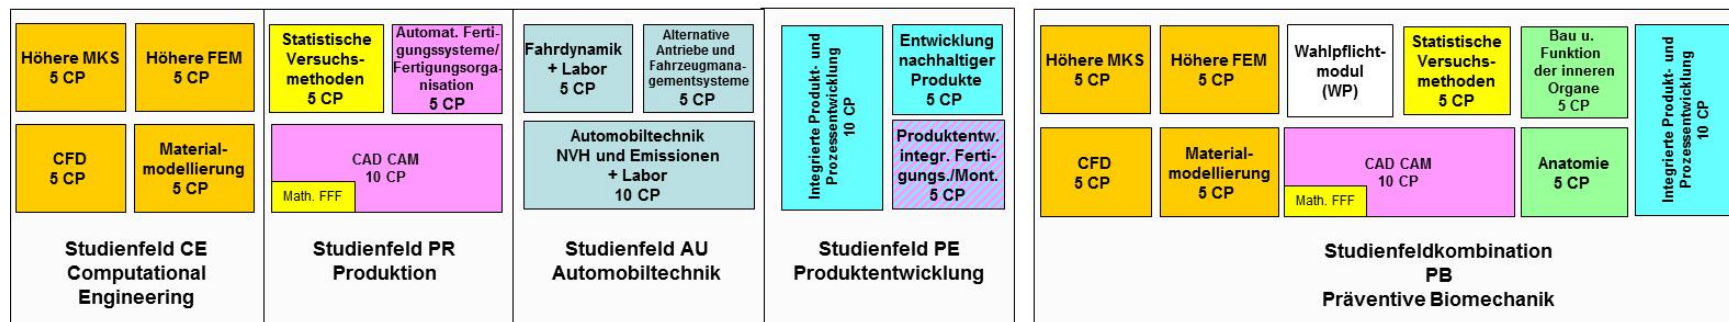 Höhere MKS
5 CP
Höhere FEM
5 CP
CFD
5 CP
Material-
modellierung
5 CP
Studienfeld CE
Computational
Engineering
Statistische
Versuchs-
methoden
5 CP
Automat. Ferti-
gungssysteme/
Fertigungsorga-
nisation
5 CP
CAD CAM
10 CP
Math. FFF
Studienfeld PR
Produktion
Fahrdynamik
+ Labor
5 CP
Alternative
Antriebe und
Fahrzeugmana-
gementsysteme
5 CP
Automobiltechnik
NVH und Emissionen
+ Labor
10 CP
Studienfeld AU
Automobiltechnik
Integrierte Produkt- und
Prozessentwicklung
10 CP
Entwicklung
nachhaltiger
Produkte
5 CP
Produktentw.
integr. Ferti-
gungs./Mont.
5 CP
Studienfeld PE
Produktentwicklung
Höhere MKS
5 CP
Höhere FEM
5 CP
Wahlpflicht-
modul
(WP)
Statistische
Versuchs-
methoden
5 CP
Bau u.
Funktion
der inneren
Organe
5 CP
CFD
5 CP
Material-
modellierung
5 CP
CAD CAM
10 CP
Math. FFF
Anatomie
5 CP
Integrierte Produkt- und
Prozessentwicklung
10 CP
Studienfeldkombination
PB
Präventive Biomechanik